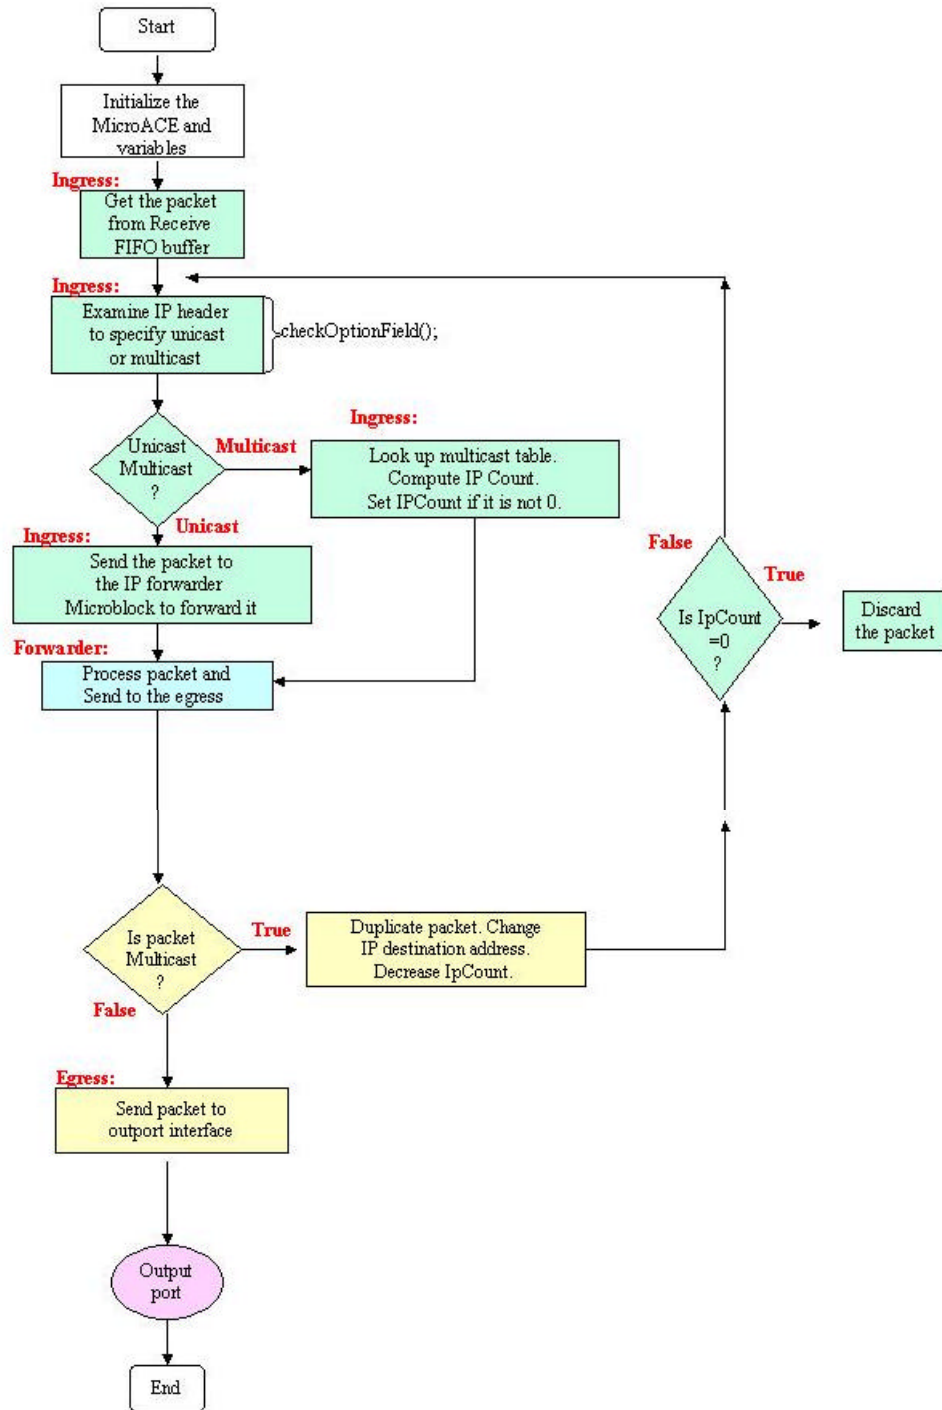 Start
Initialize the
MicroACE and
variables
Ingress:
Get the packet
from Receive
FIFO buffer
Ingress:
Examine IP header
to specify unicast
or multicast
checkOptionField();
Unicast
Multicast
?
Multicast
Ingress:
Look up multicast table.
Compute IP Count.
Set IPCount if it is not 0.
Unicast
Ingress:
Send the packet to
the IP forwarder
Microblock to forward it
Forwarder:
Process packet and
Send to the egress
False
True
Is IpCount
=0
?
Discard
the packet
Is packet
Multicast
?
True
Duplicate packet. Change
IP destination address.
Decrease IpCount.
False
Egress:
Send packet to
outport interface
Output
port
End